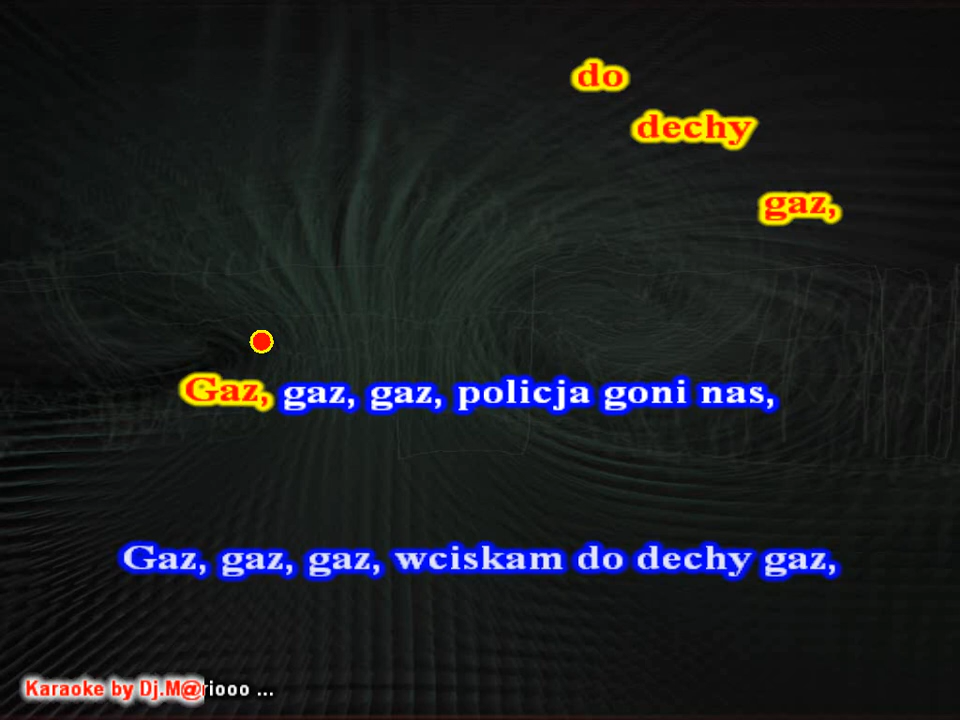 do
dechy
gaz,
Gaz, gaz, gaz, policja goni nas,
Gaz, gaz, gaz, wciskam do dechy gaz,
Karaoke by Dj.M@riooo ...